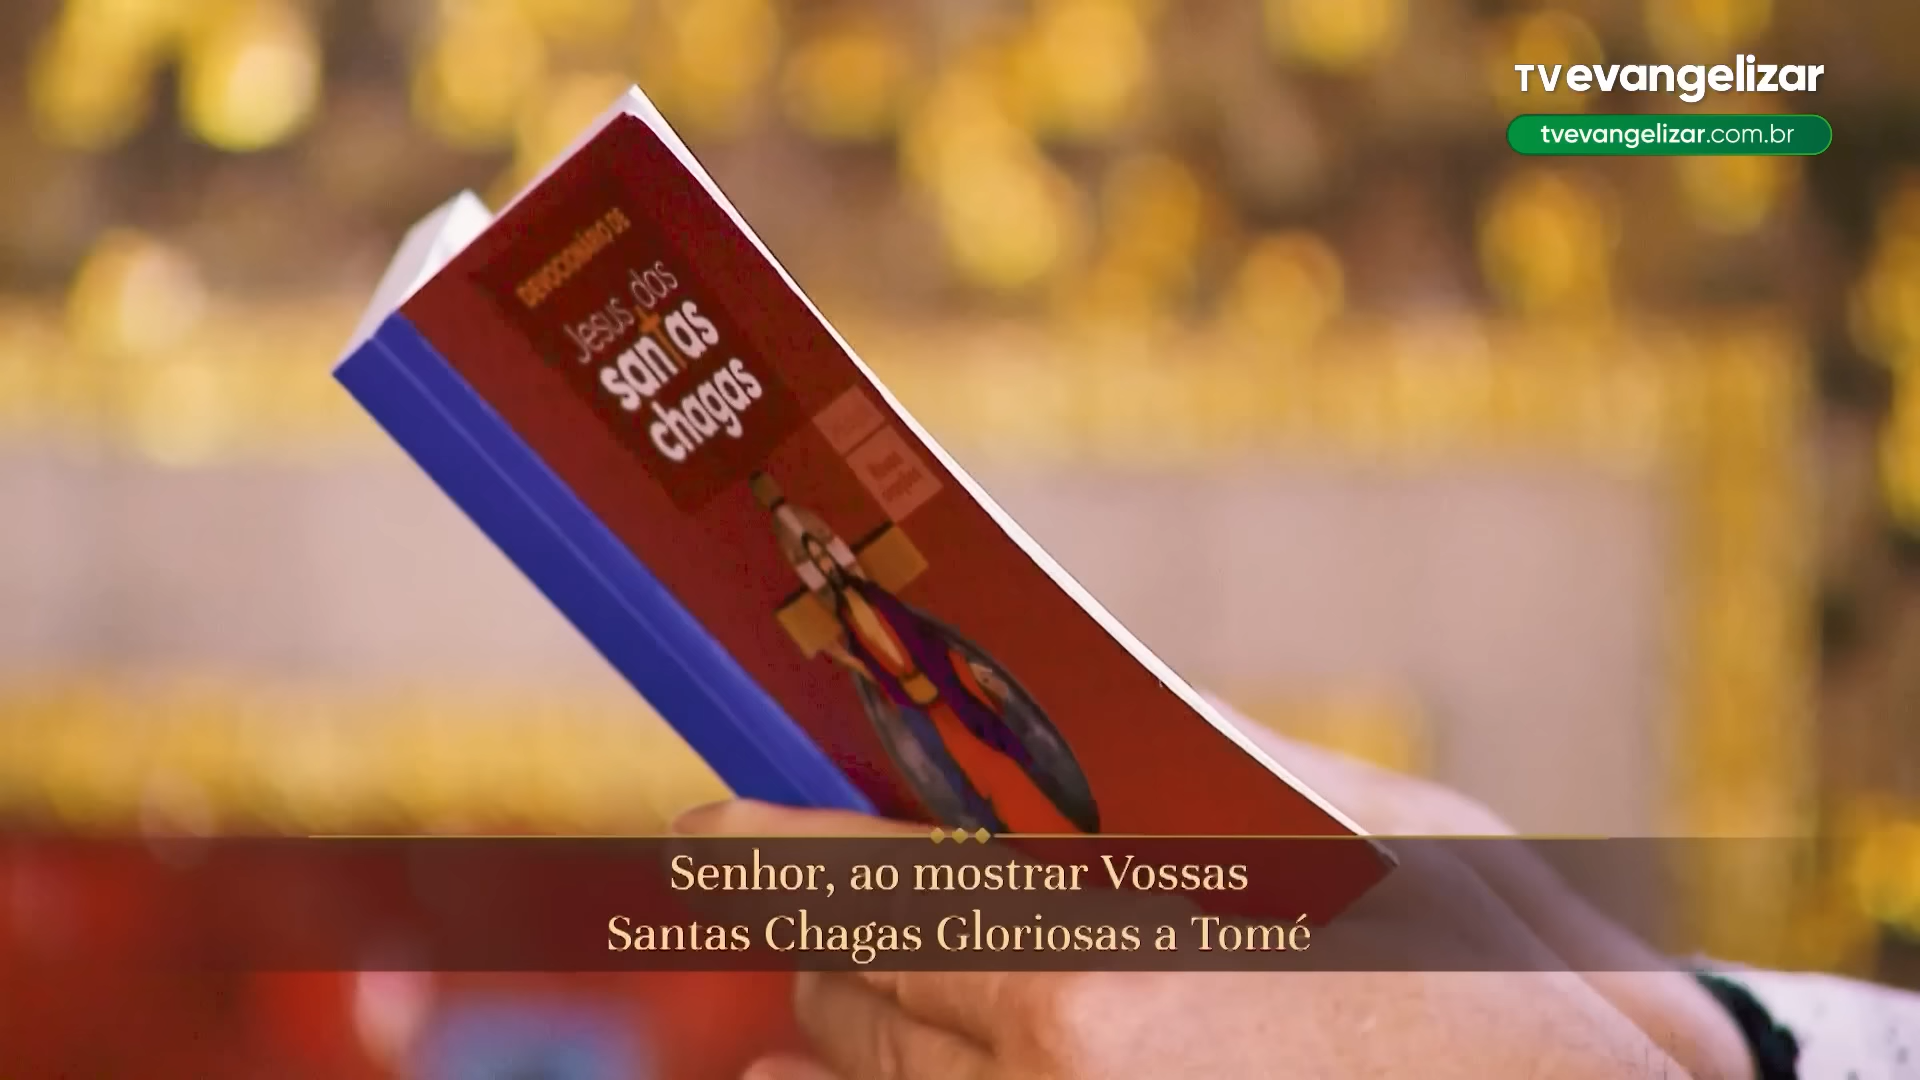 TVevangelizar
tvevangelizar.com.br
DEVOCIONÁRIO DE
Jesus das
santas
chagas
Senhor, ao mostrar Vossas
Santas Chagas Gloriosas a Tomé